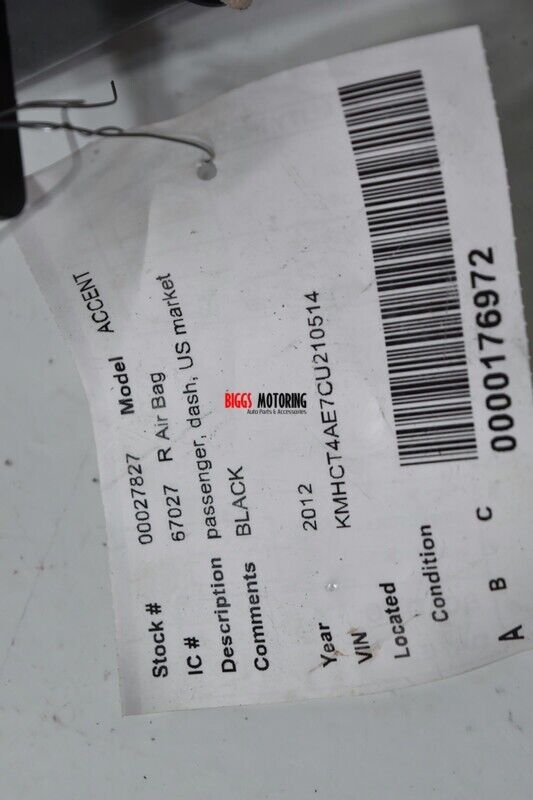 Stock # 00027827 Model ACCENT
IC # 67027 R Air Bag
Description passenger, dash, US market
Comments BLACK
Year 2012
VIN KMHCT4AE7CU210514
Located
Condition
0000176972
A B C
BIGGS MOTORING
Auto Parts & Accessories